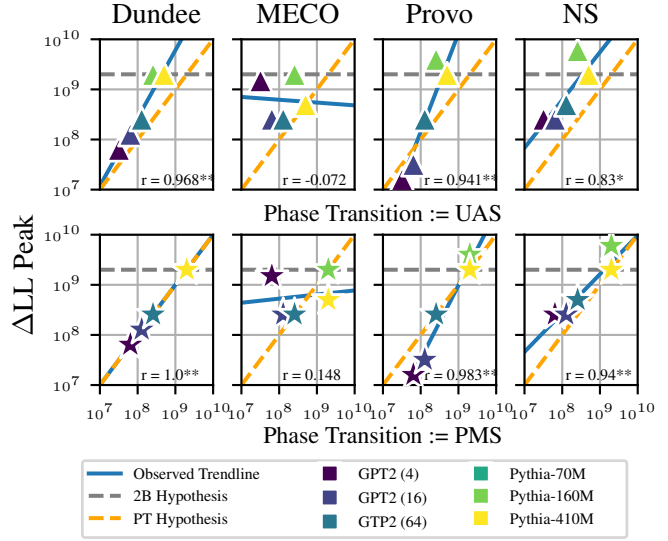 Dundee MECO Provo NS
10^10
10^9
10^8
10^7
r = 0.968** r = -0.072 r = 0.941** r = 0.83*
Phase Transition := UAS
ΔLL Peak
10^10
10^9
10^8
10^7
r = 1.0** r = 0.148 r = 0.983** r = 0.94**
10^7 10^8 10^9 10^10 10^7 10^8 10^9 10^10 10^7 10^8 10^9 10^10 10^7 10^8 10^9 10^10
Phase Transition := PMS
Observed Trendline GPT2 (4) Pythia-70M
2B Hypothesis GPT2 (16) Pythia-160M
PT Hypothesis GTP2 (64) Pythia-410M